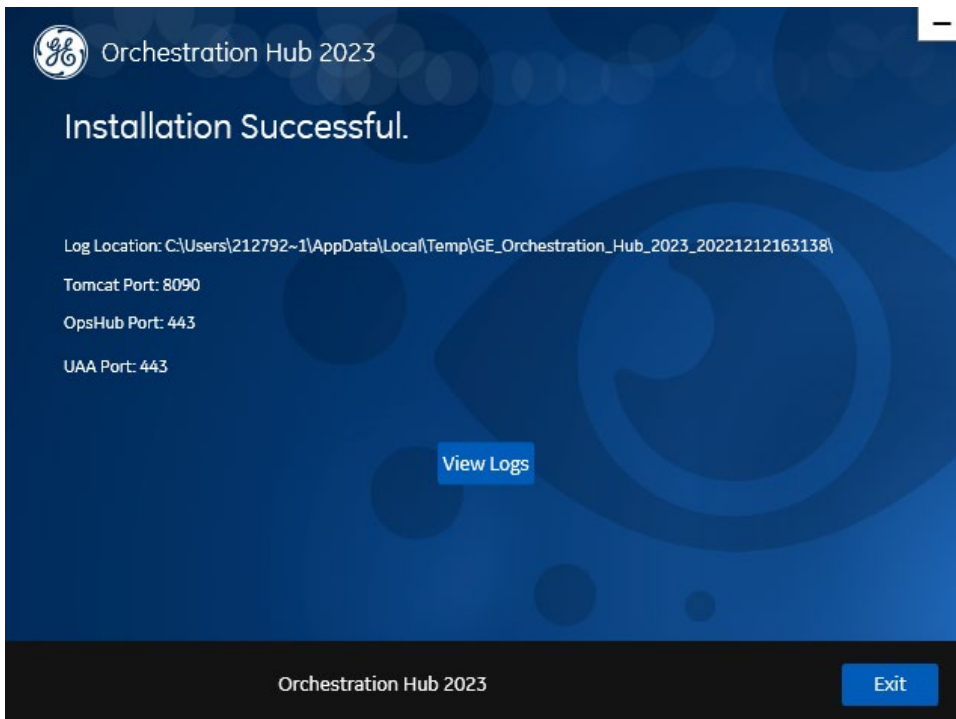 Orchestration Hub 2023
Installation Successful.
Log Location: C:\Users\212792~1\AppData\Local\Temp\GE_Orchestration_Hub_2023_20221212163138\
Tomcat Port: 8090
OpsHub Port: 443
UAA Port: 443
View Logs
Orchestration Hub 2023
Exit